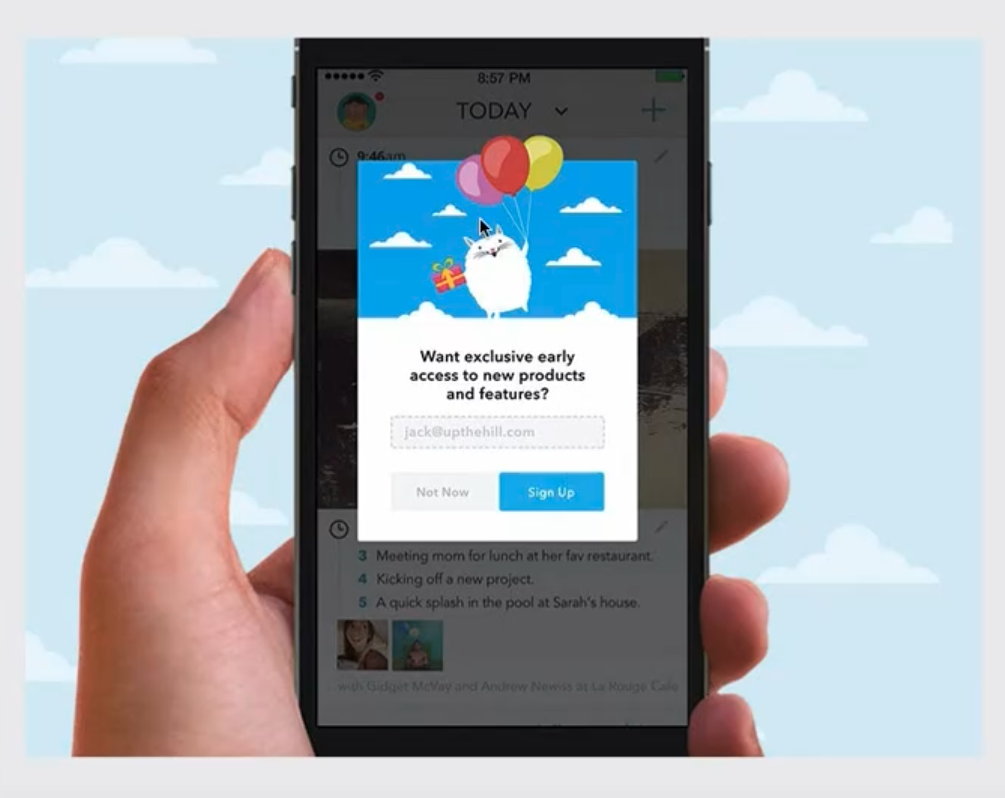 8:57 PM
TODAY
9:46am
Want exclusive early
access to new products
and features?
jack@upthehill.com
Not Now
Sign Up
3 Meeting mom for lunch at her fav restaurant.
4 Kicking off a new project.
5 A quick splash in the pool at Sarah's house.
with Gidget McVay and Andrew Newiss at La Rouge Cafe